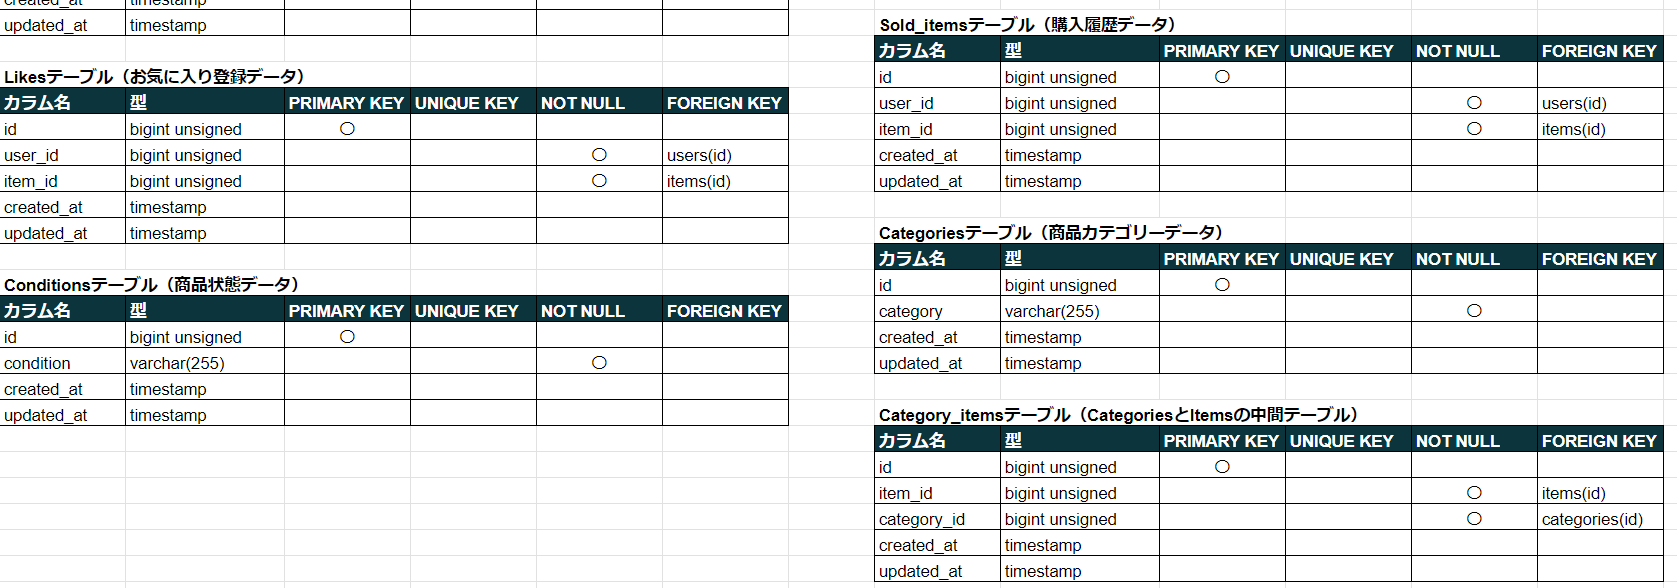 created_at timestamp
updated_at timestamp
Likesテーブル（お気に入り登録データ）
カラム名 型 PRIMARY KEY UNIQUE KEY NOT NULL FOREIGN KEY
id bigint unsigned ○
user_id bigint unsigned ○ users(id)
item_id bigint unsigned ○ items(id)
created_at timestamp
updated_at timestamp
Conditionsテーブル（商品状態データ）
カラム名 型 PRIMARY KEY UNIQUE KEY NOT NULL FOREIGN KEY
id bigint unsigned ○
condition varchar(255) ○
created_at timestamp
updated_at timestamp
Sold_itemsテーブル（購入履歴データ）
カラム名 型 PRIMARY KEY UNIQUE KEY NOT NULL FOREIGN KEY
id bigint unsigned ○
user_id bigint unsigned ○ users(id)
item_id bigint unsigned ○ items(id)
created_at timestamp
updated_at timestamp
Categoriesテーブル（商品カテゴリーデータ）
カラム名 型 PRIMARY KEY UNIQUE KEY NOT NULL FOREIGN KEY
id bigint unsigned ○
category varchar(255) ○
created_at timestamp
updated_at timestamp
Category_itemsテーブル（CategoriesとItemsの中間テーブル）
カラム名 型 PRIMARY KEY UNIQUE KEY NOT NULL FOREIGN KEY
id bigint unsigned ○
item_id bigint unsigned ○ items(id)
category_id bigint unsigned ○ categories(id)
created_at timestamp
updated_at timestamp